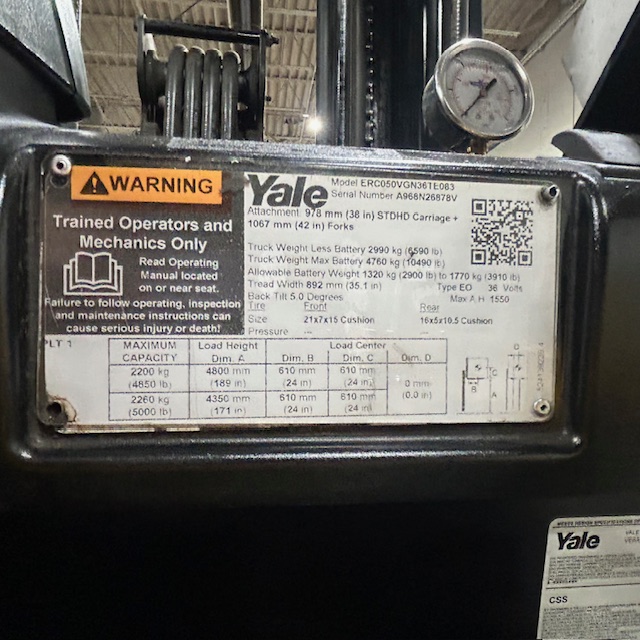 WARNING
Trained Operators and
Mechanics Only
Read Operating
Manual located
on or near seat.
Failure to follow operating, inspection
and maintenance instructions can
cause serious injury or death!
Yale
Model ERC050VGN36TE083
Serial Number A968N26878V
Attachment: 978 mm (38 in) STDHD Carriage +
1067 mm (42 in) Forks
Truck Weight Less Battery 2990 kg (6590 lb)
Truck Weight Max Battery 4760 kg (10490 lb)
Allowable Battery Weight 1320 kg (2900 lb) to 1770 kg (3910 lb)
Tread Width 892 mm (35.1 in) Type EO 36 Volts
Back Tilt 5.0 Degrees Max A.H. 1550
Tire Front Rear
Size 21x7x15 Cushion 16x5x10.5 Cushion
Pressure
PLT 1
MAXIMUM CAPACITY Load Height Dim. A Load Center Dim. B Dim. C Dim. D
2200 kg (4850 lb) 4800 mm (189 in) 610 mm (24 in) 610 mm (24 in) 0 mm (0.0 in)
2260 kg (5000 lb) 4350 mm (171 in) 610 mm (24 in) 610 mm (24 in)
D
C
B
A
Yale
CSS